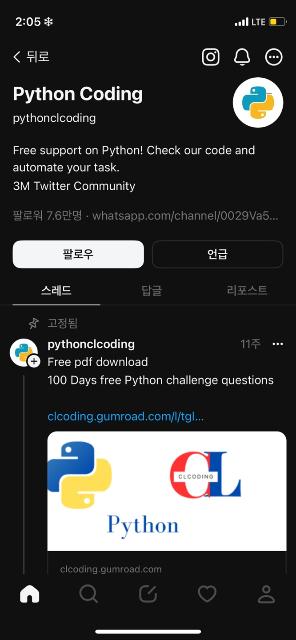 2:05
LTE
뒤로
Python Coding
pythonclcoding
Free support on Python! Check our code and
automate your task.
3M Twitter Community
팔로워 7.6만명 · whatsapp.com/channel/0029Va5...
팔로우
언급
스레드
답글
리포스트
고정됨
pythonclcoding
11주
Free pdf download
100 Days free Python challenge questions
clcoding.gumroad.com/l/tgl...
CL
CLCODING
Python
clcoding.gumroad.com